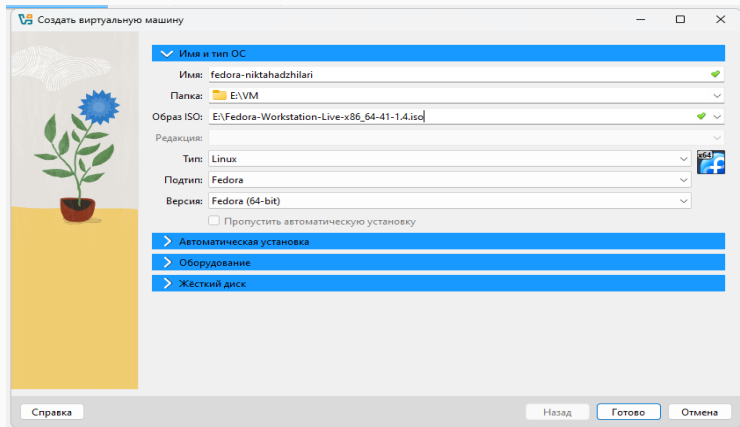 Создать виртуальную машину
Имя и тип ОС
Имя: fedora-niktahadzhilari
Папка: E:\VM
Образ ISO: E:\Fedora-Workstation-Live-x86_64-41-1.4.iso
Редакция:
Тип: Linux
x64
Подтип: Fedora
Версия: Fedora (64-bit)
Пропустить автоматическую установку
Автоматическая установка
Оборудование
Жёсткий диск
Справка Назад Готово Отмена